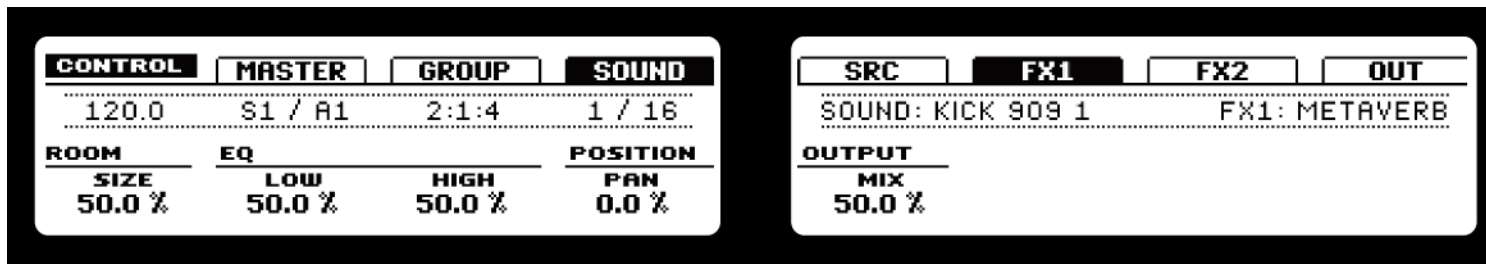 CONTROL MASTER GROUP SOUND
120.0 S1 / A1 2:1:4 1 / 16
ROOM EQ POSITION
SIZE LOW HIGH PAN
50.0 % 50.0 % 50.0 % 0.0 %
SRC FX1 FX2 OUT
SOUND: KICK 909 1 FX1: METAVERB
OUTPUT
MIX
50.0 %